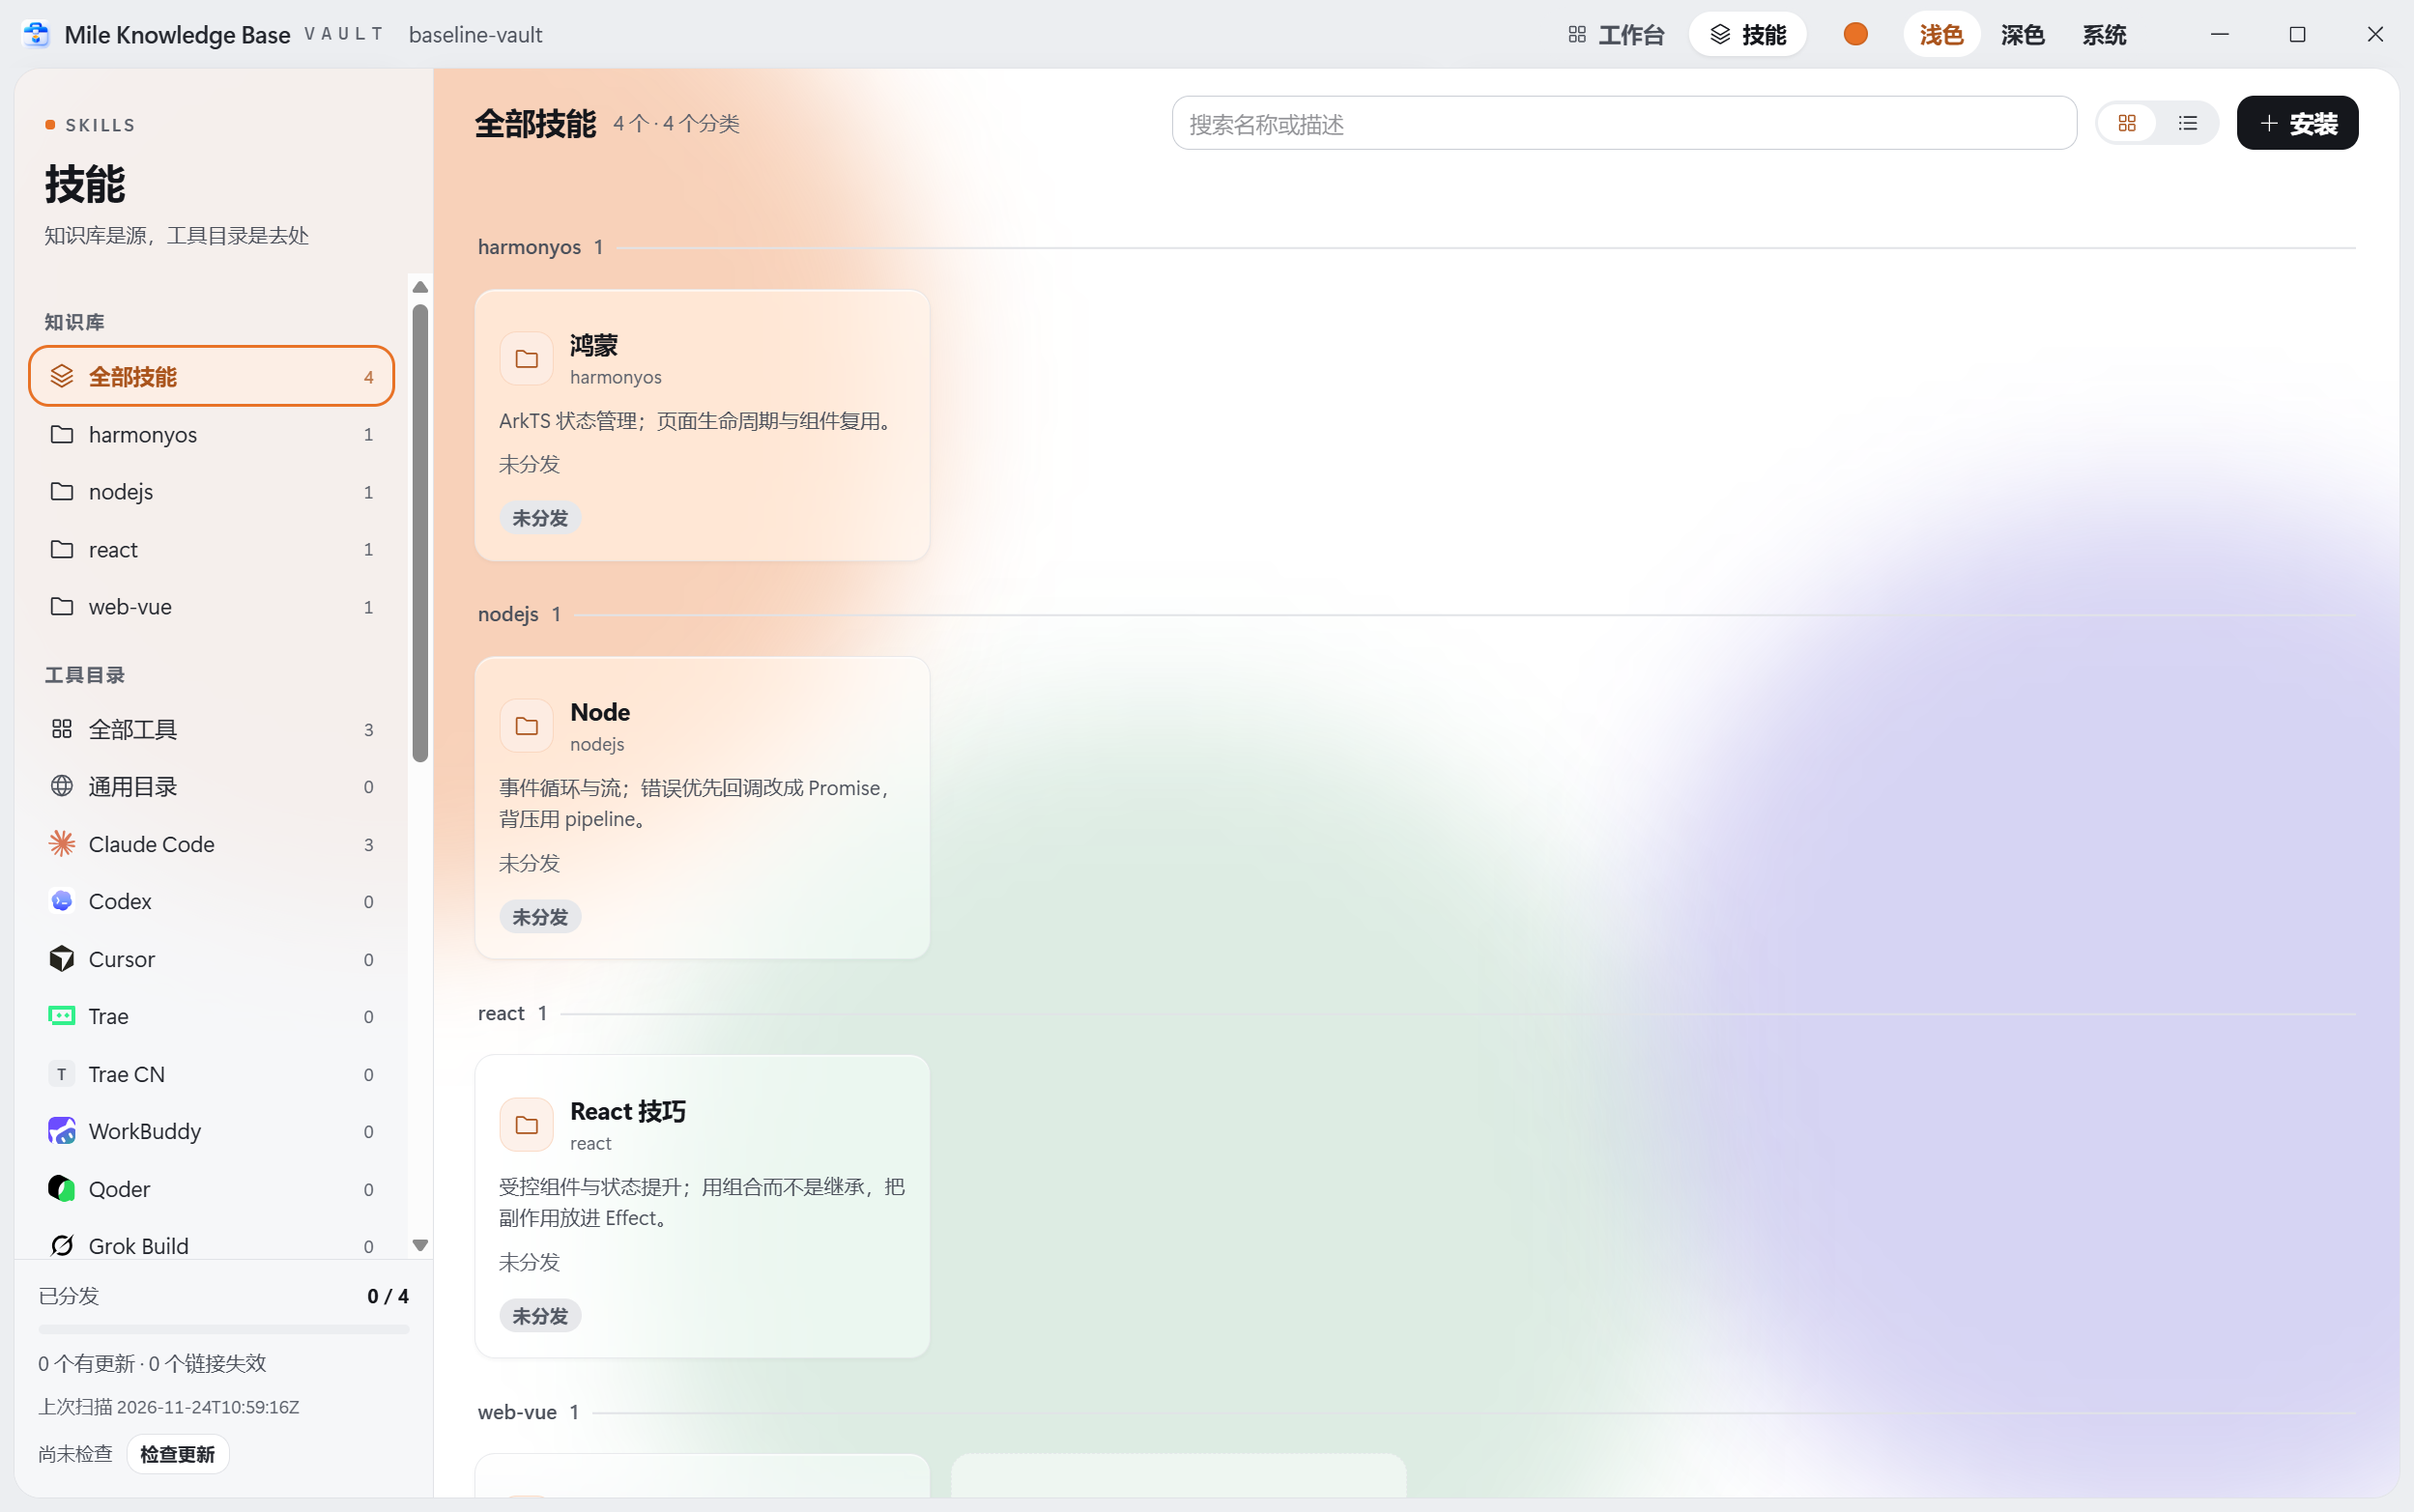 Mile Knowledge Base VAULT baseline-vault 工作台 技能 浅色 深色 系统
SKILLS
技能
知识库是源，工具目录是去处
知识库
全部技能 4
harmonyos 1
nodejs 1
react 1
web-vue 1
工具目录
全部工具 3
通用目录 0
Claude Code 3
Codex 0
Cursor 0
Trae 0
T Trae CN 0
WorkBuddy 0
Qoder 0
Grok Build 0
已分发 0 / 4
0 个有更新 · 0 个链接失效
上次扫描 2026-11-24T10:59:16Z
尚未检查 检查更新
全部技能 4 个 · 4 个分类 搜索名称或描述 安装
harmonyos 1
鸿蒙
harmonyos
ArkTS 状态管理；页面生命周期与组件复用。
未分发
未分发
nodejs 1
Node
nodejs
事件循环与流；错误优先回调改成 Promise，
背压用 pipeline。
未分发
未分发
react 1
React 技巧
react
受控组件与状态提升；用组合而不是继承，把
副作用放进 Effect。
未分发
未分发
web-vue 1